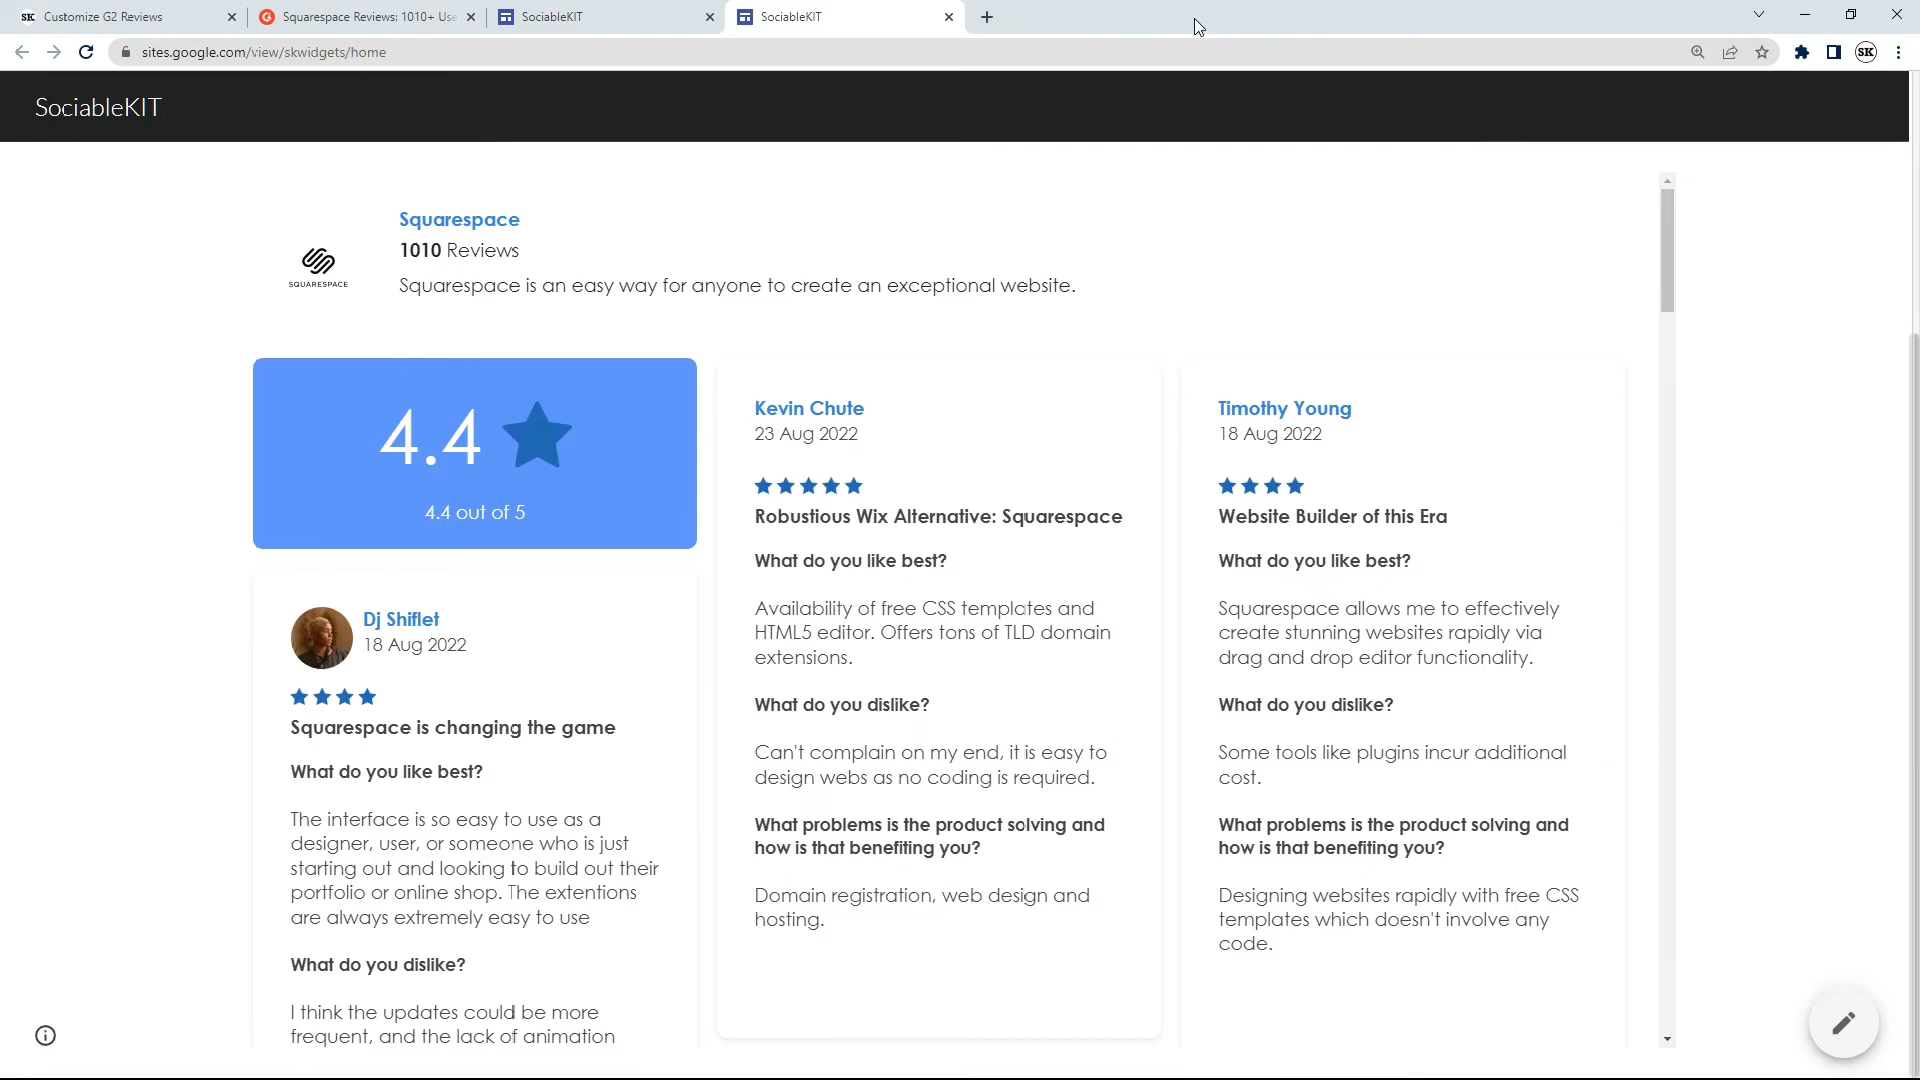 Customize G2 Reviews
Squarespace Reviews: 1010+ Use
SociableKIT
SociableKIT
sites.google.com/view/skwidgets/home
SK
SociableKIT
Squarespace
1010 Reviews
Squarespace is an easy way for anyone to create an exceptional website.
SQUARESPACE
4.4
4.4 out of 5
Dj Shiflet
18 Aug 2022
Squarespace is changing the game
What do you like best?
The interface is so easy to use as a
designer, user, or someone who is just
starting out and looking to build out their
portfolio or online shop. The extentions
are always extremely easy to use
What do you dislike?
I think the updates could be more
frequent, and the lack of animation
Kevin Chute
23 Aug 2022
Robustious Wix Alternative: Squarespace
What do you like best?
Availability of free CSS templates and
HTML5 editor. Offers tons of TLD domain
extensions.
What do you dislike?
Can't complain on my end, it is easy to
design webs as no coding is required.
What problems is the product solving and
how is that benefiting you?
Domain registration, web design and
hosting.
Timothy Young
18 Aug 2022
Website Builder of this Era
What do you like best?
Squarespace allows me to effectively
create stunning websites rapidly via
drag and drop editor functionality.
What do you dislike?
Some tools like plugins incur additional
cost.
What problems is the product solving and
how is that benefiting you?
Designing websites rapidly with free CSS
templates which doesn't involve any
code.